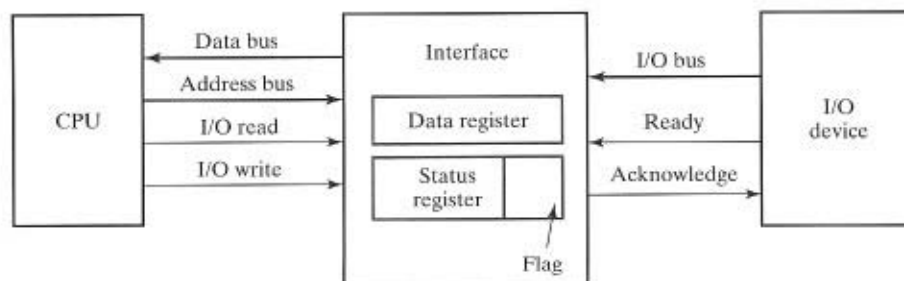 Data bus
Interface
I/O bus
Address bus
CPU
Data register
I/O
device
I/O read
Ready
I/O write
Status
register
Acknowledge
Flag